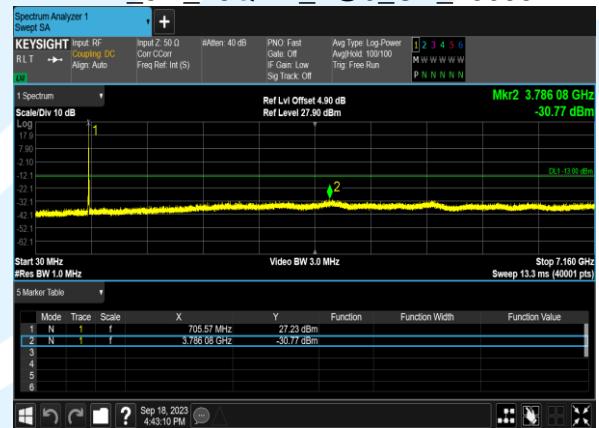 Spectrum Analyzer 1
Swept SA
+
KEYSIGHT Input: RF Input Z: 50 Ω #Atten: 40 dB PNO: Fast Avg Type: Log-Power 1 2 3 4 5 6
RLT Coupling: DC Corr CCorr Gate: Off Avg|Hold: 100/100 M W W W W W
Align: Auto Freq Ref: Int (S) IF Gain: Low Trig: Free Run
Sig Track: Off P N N N N N
LXI
1 Spectrum Ref Lvl Offset 4.90 dB Mkr2 3.786 08 GHz
Scale/Div 10 dB Ref Level 27.90 dBm -30.77 dBm
Log
1
17.9
7.90
-2.10
-12.1 DL1 -13.00 dBm
-22.1 2
-32.1
-42.1
-52.1
-62.1
Start 30 MHz Video BW 3.0 MHz Stop 7.160 GHz
#Res BW 1.0 MHz Sweep 13.3 ms (40001 pts)
5 Marker Table
Mode Trace Scale X Y Function Function Width Function Value
1 N 1 f 705.57 MHz 27.23 dBm
2 N 1 f 3.786 08 GHz -30.77 dBm
3
4
5
6
? Sep 18, 2023
4:43:10 PM